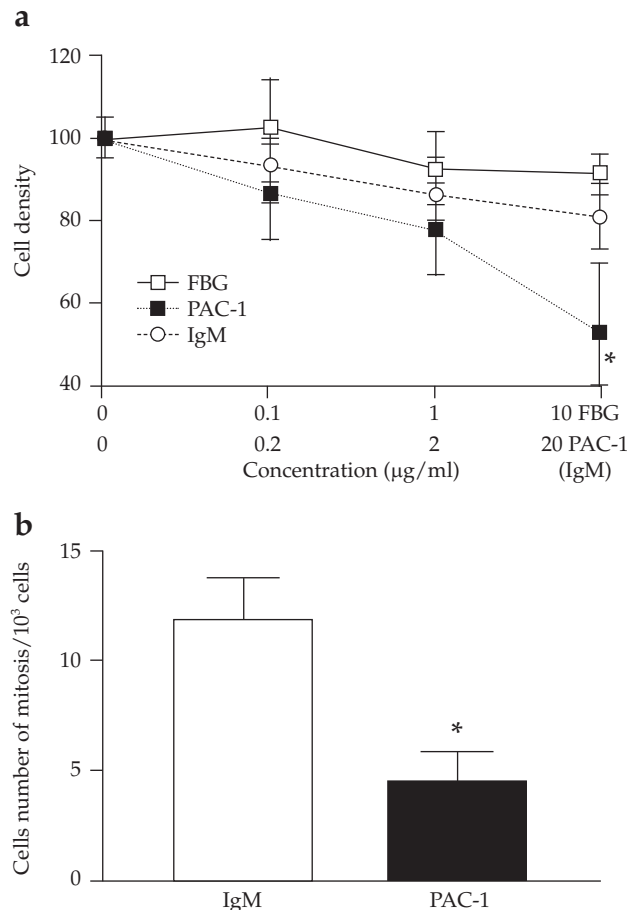 a
120
100
80
60
40
Cell density
FBG
PAC-1
IgM
*
0 0.1 1 10 FBG
0 0.2 2 20 PAC-1
Concentration (µg/ml) (IgM)
b
15
10
5
0
Cells number of mitosis/10³ cells
*
IgM PAC-1